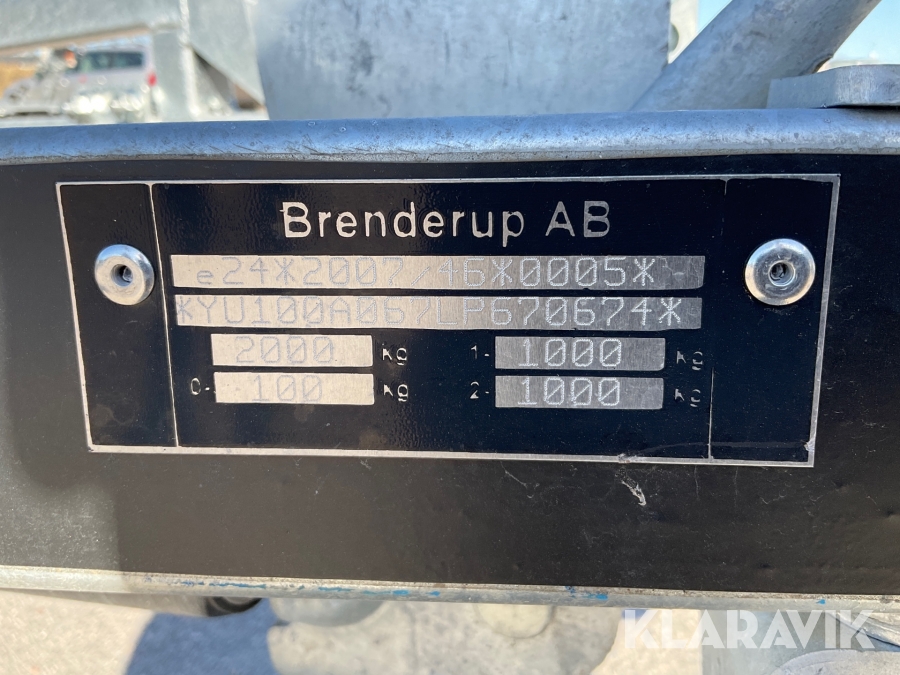 Brenderup AB
e24*2007/46*0005*
*YU100A067LP670674*
2000 kg 1- 1000 kg
0- 100 kg 2- 1000 kg
KLARAVIK